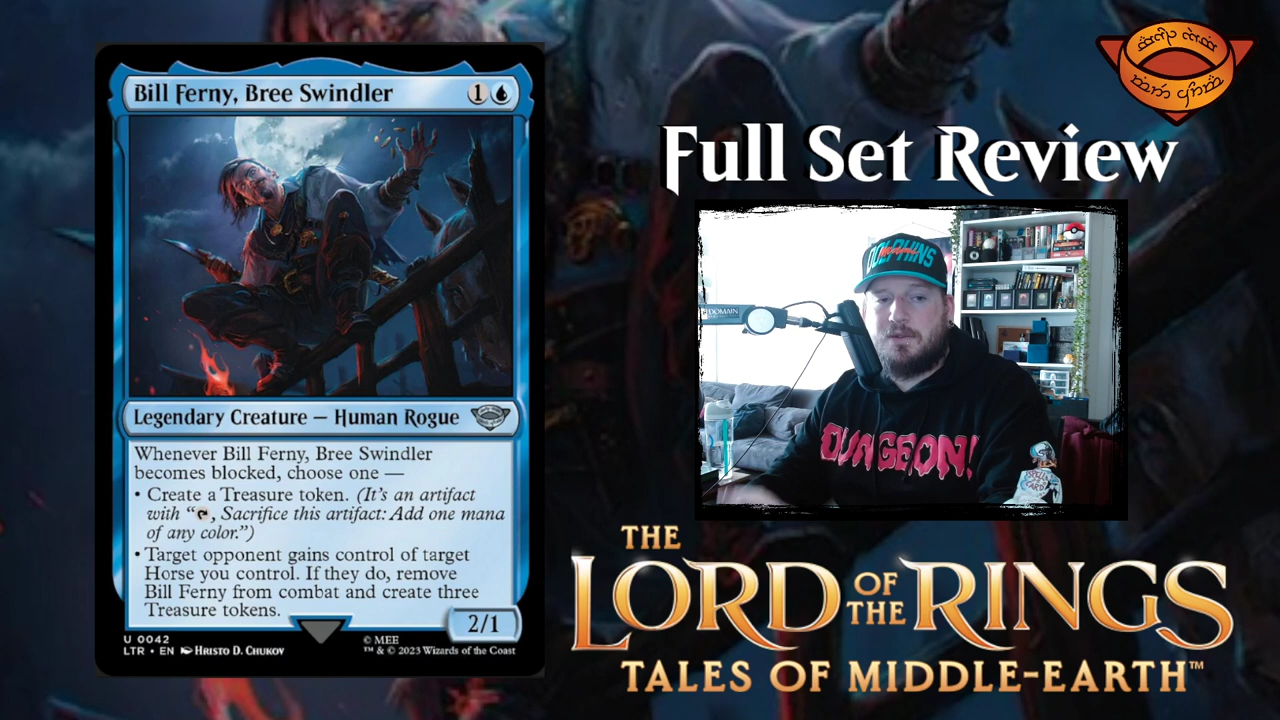 Bill Ferny, Bree Swindler 1
Legendary Creature — Human Rogue
Whenever Bill Ferny, Bree Swindler
becomes blocked, choose one —
• Create a Treasure token. (It's an artifact
with “T, Sacrifice this artifact: Add one mana
of any color.”)
• Target opponent gains control of target
Horse you control. If they do, remove
Bill Ferny from combat and create three
Treasure tokens.
2/1
U 0042
LTR • EN HRISTO D. CHUKOV
© MEE
™ & © 2023 Wizards of the Coast
Full Set Review
DOLPHINS
DOMAIN
DUNGEON!
THE
LORD OF THE RINGS
TALES OF MIDDLE-EARTH™